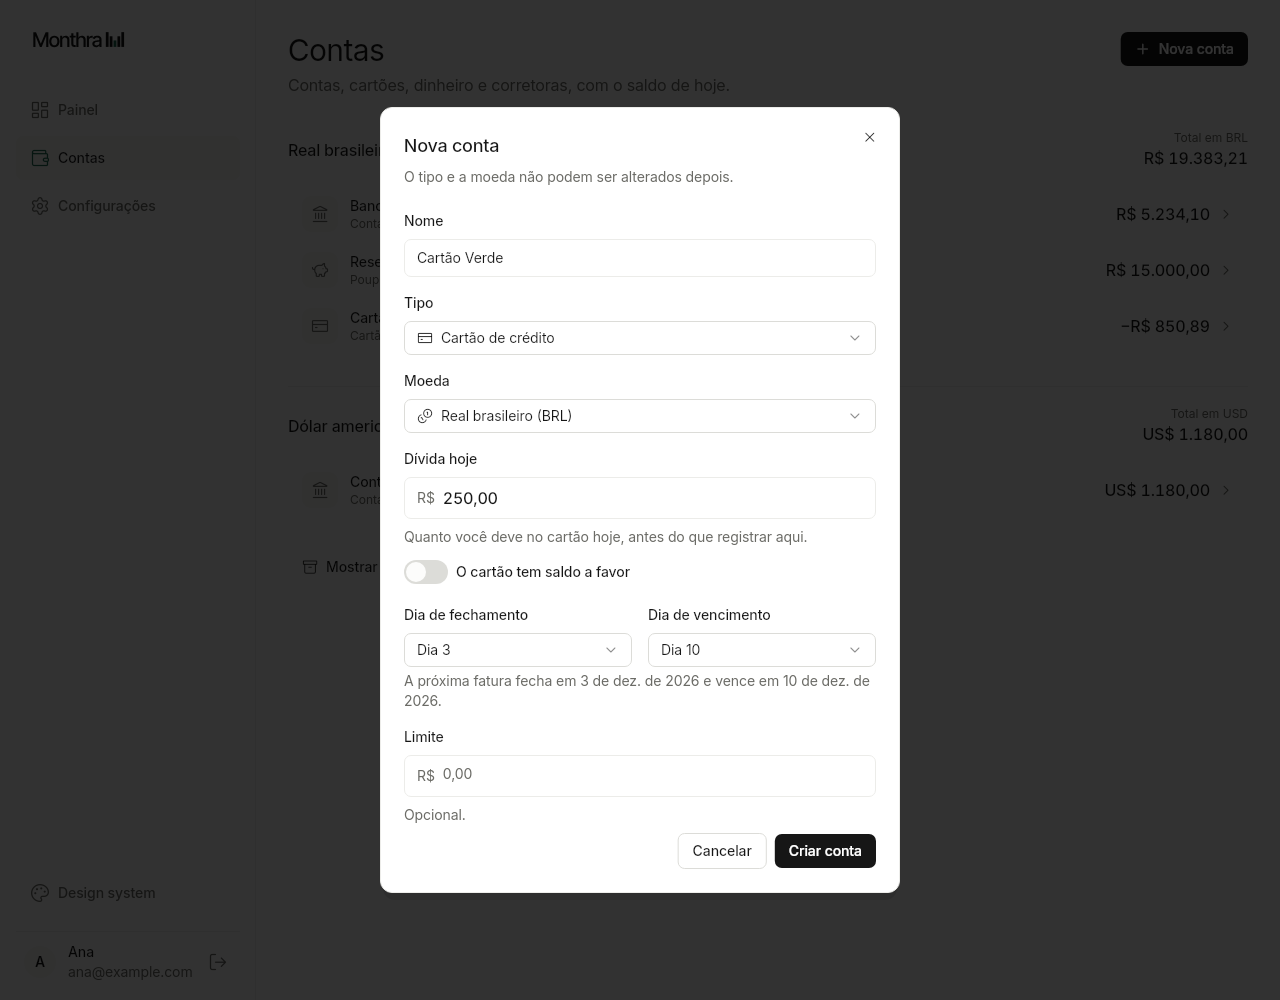 Monthra
Painel
Contas
Configurações
Design system
A
Ana
ana@example.com
Contas
Contas, cartões, dinheiro e corretoras, com o saldo de hoje.
Nova conta
Total em BRL
R$ 19.383,21
R$ 5.234,10
R$ 15.000,00
−R$ 850,89
Dólar
Total em USD
US$ 1.180,00
US$ 1.180,00
Mostrar
Nova conta
O tipo e a moeda não podem ser alterados depois.
Nome
Cartão Verde
Tipo
Cartão de crédito
Moeda
Real brasileiro (BRL)
Dívida hoje
R$ 250,00
Quanto você deve no cartão hoje, antes do que registrar aqui.
O cartão tem saldo a favor
Dia de fechamento
Dia de vencimento
Dia 3
Dia 10
A próxima fatura fecha em 3 de dez. de 2026 e vence em 10 de dez. de
2026.
Limite
R$ 0,00
Opcional.
Cancelar
Criar conta